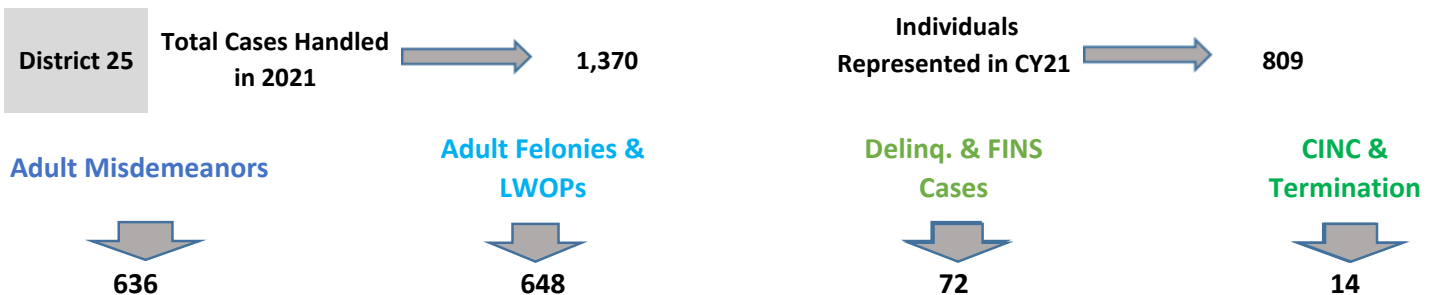 District 25
Total Cases Handled
in 2021
1,370
Individuals
Represented in CY21
809
Adult Misdemeanors
Adult Felonies &
LWOPs
Delinq. & FINS
Cases
CINC &
Termination
636
648
72
14